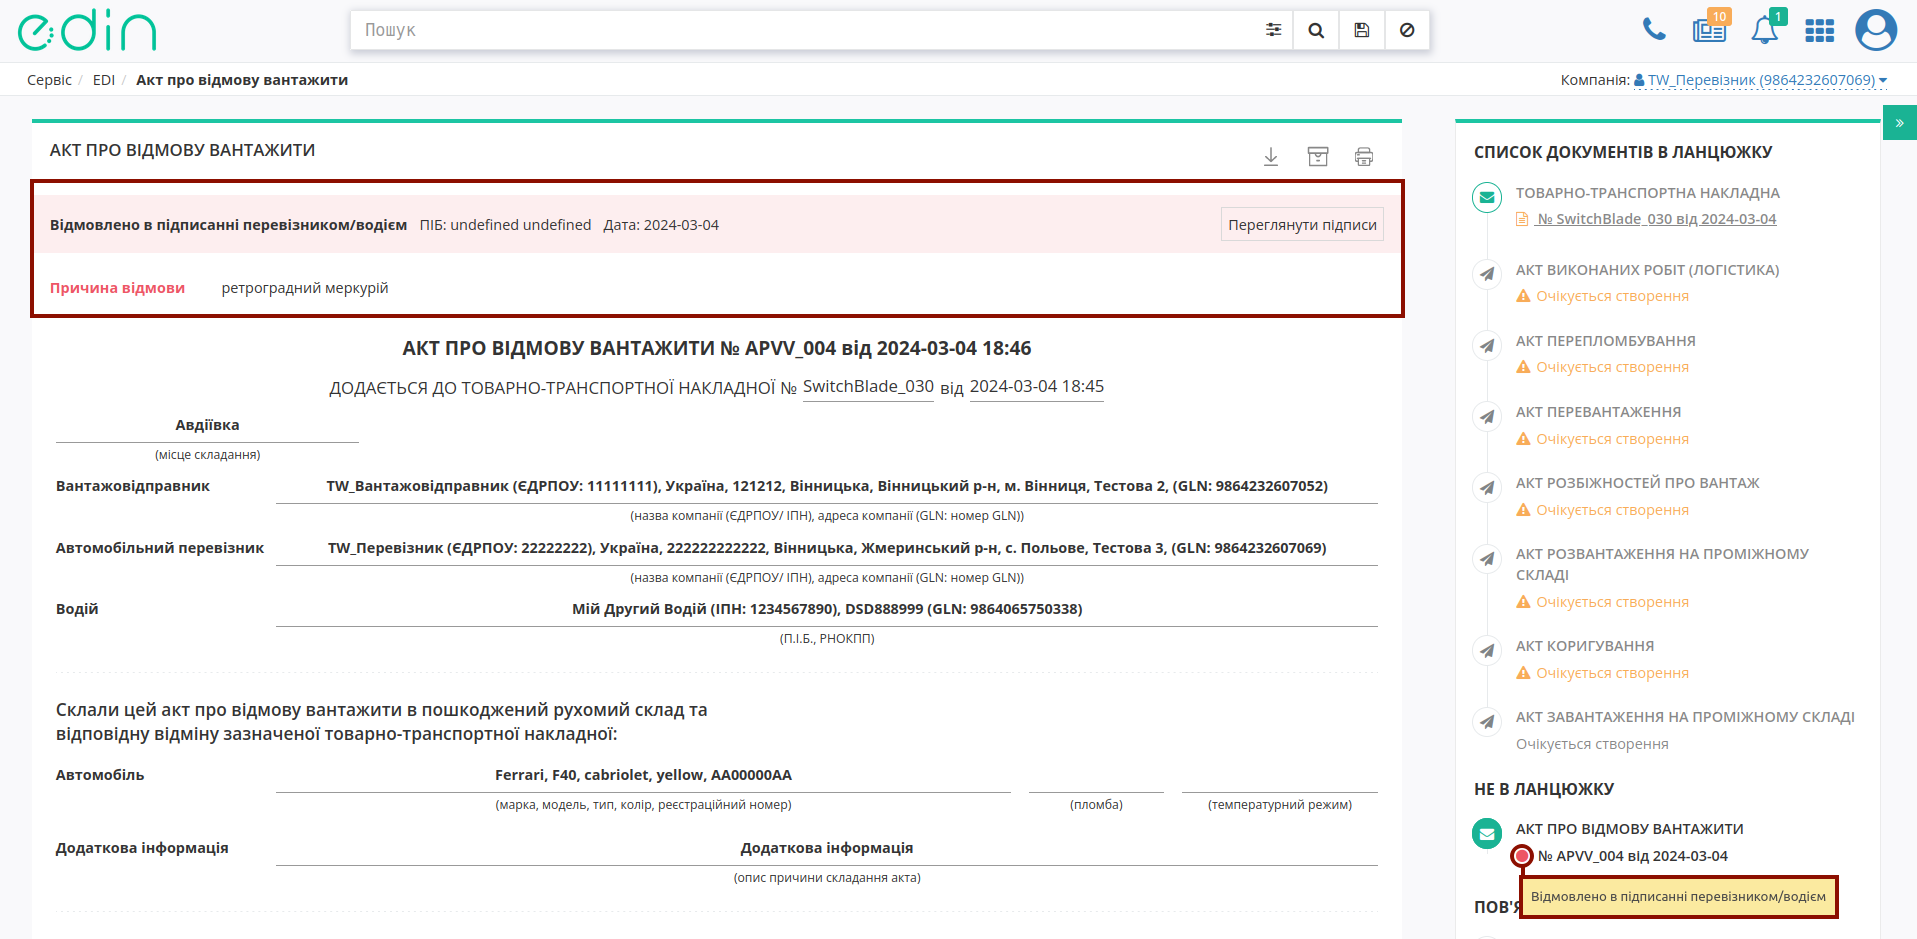 edin
Пошук
10
1
Сервіс / EDI / Акт про відмову вантажити
Компанія: TW_Перевізник (9864232607069)
АКТ ПРО ВІДМОВУ ВАНТАЖИТИ
Відмовлено в підписанні перевізником/водієм ПІБ: undefined undefined Дата: 2024-03-04
Переглянути підписи
Причина відмови ретроградний меркурій
АКТ ПРО ВІДМОВУ ВАНТАЖИТИ № APVV_004 від 2024-03-04 18:46
ДОДАЄТЬСЯ ДО ТОВАРНО-ТРАНСПОРТНОЇ НАКЛАДНОЇ № SwitchBlade_030 від 2024-03-04 18:45
Авдіївка
(місце складання)
Вантажовідправник TW_Вантажовідправник (ЄДРПОУ: 11111111), Україна, 121212, Вінницька, Вінницький р-н, м. Вінниця, Тестова 2, (GLN: 9864232607052)
(назва компанії (ЄДРПОУ/ ІПН), адреса компанії (GLN: номер GLN))
Автомобільний перевізник TW_Перевізник (ЄДРПОУ: 22222222), Україна, 222222222222, Вінницька, Жмеринський р-н, с. Польове, Тестова 3, (GLN: 9864232607069)
(назва компанії (ЄДРПОУ/ ІПН), адреса компанії (GLN: номер GLN))
Водій Мій Другий Водій (ІПН: 1234567890), DSD888999 (GLN: 9864065750338)
(П.І.Б., РНОКПП)
Склали цей акт про відмову вантажити в пошкоджений рухомий склад та
відповідну відміну зазначеної товарно-транспортної накладної:
Автомобіль Ferrari, F40, cabriolet, yellow, AA00000AA
(марка, модель, тип, колір, реєстраційний номер) (пломба) (температурний режим)
Додаткова інформація Додаткова інформація
(опис причини складання акта)
»
СПИСОК ДОКУМЕНТІВ В ЛАНЦЮЖКУ
ТОВАРНО-ТРАНСПОРТНА НАКЛАДНА
№ SwitchBlade_030 від 2024-03-04
АКТ ВИКОНАНИХ РОБІТ (ЛОГІСТИКА)
Очікується створення
АКТ ПЕРЕПЛОМБУВАННЯ
Очікується створення
АКТ ПЕРЕВАНТАЖЕННЯ
Очікується створення
АКТ РОЗБІЖНОСТЕЙ ПРО ВАНТАЖ
Очікується створення
АКТ РОЗВАНТАЖЕННЯ НА ПРОМІЖНОМУ
СКЛАДІ
Очікується створення
АКТ КОРИГУВАННЯ
Очікується створення
АКТ ЗАВАНТАЖЕННЯ НА ПРОМІЖНОМУ СКЛАДІ
Очікується створення
НЕ В ЛАНЦЮЖКУ
АКТ ПРО ВІДМОВУ ВАНТАЖИТИ
№ APVV_004 від 2024-03-04
Відмовлено в підписанні перевізником/водієм